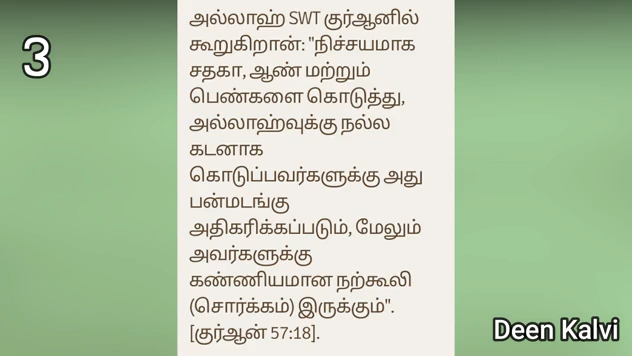 3
அல்லாஹ் SWT குர்ஆனில்
கூறுகிறான்: "நிச்சயமாக
சதகா, ஆண் மற்றும்
பெண்களை கொடுத்து,
அல்லாஹ்வுக்கு நல்ல
கடனாக
கொடுப்பவர்களுக்கு அது
பன்மடங்கு
அதிகரிக்கப்படும், மேலும்
அவர்களுக்கு
கண்ணியமான நற்கூலி
(சொர்க்கம்) இருக்கும்".
[குர்ஆன் 57:18].
Deen Kalvi